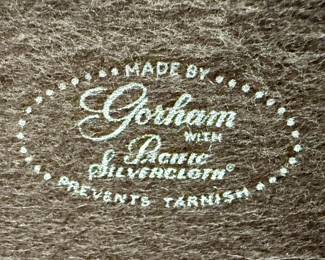 MADE BY
Gorham
WITH
Pacific
Silvercloth®
PREVENTS TARNISH